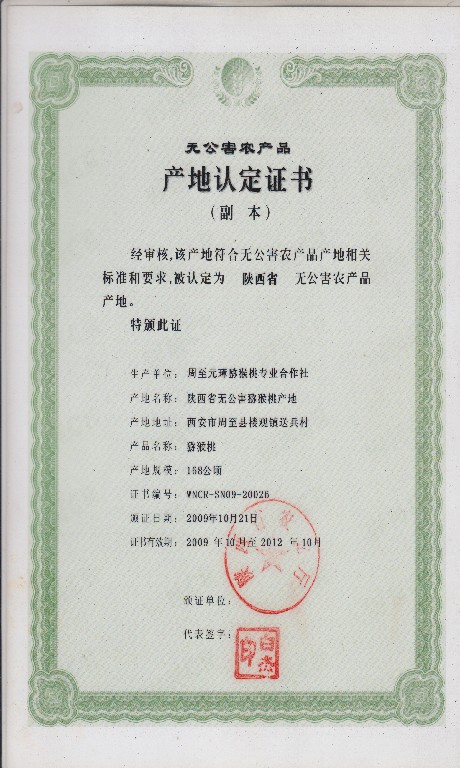 无公害农产品
产地认定证书
（副 本）
经审核,该产地符合无公害农产品产地相关
标准和要求,被认定为 陕西省 无公害农产品
产地。
特颁此证
生产单位： 周至元琦猕猴桃专业合作社
产地名称： 陕西省无公害猕猴桃产地
产地地址： 西安市周至县楼观镇送兵村
产品名称： 猕猴桃
产地规模： 168公顷
证书编号： WNCR-SN09-20026
颁证日期： 2009年10月21日
证书有效期： 2009 年10月至 2012 年10月
颁证单位：
代表签字：